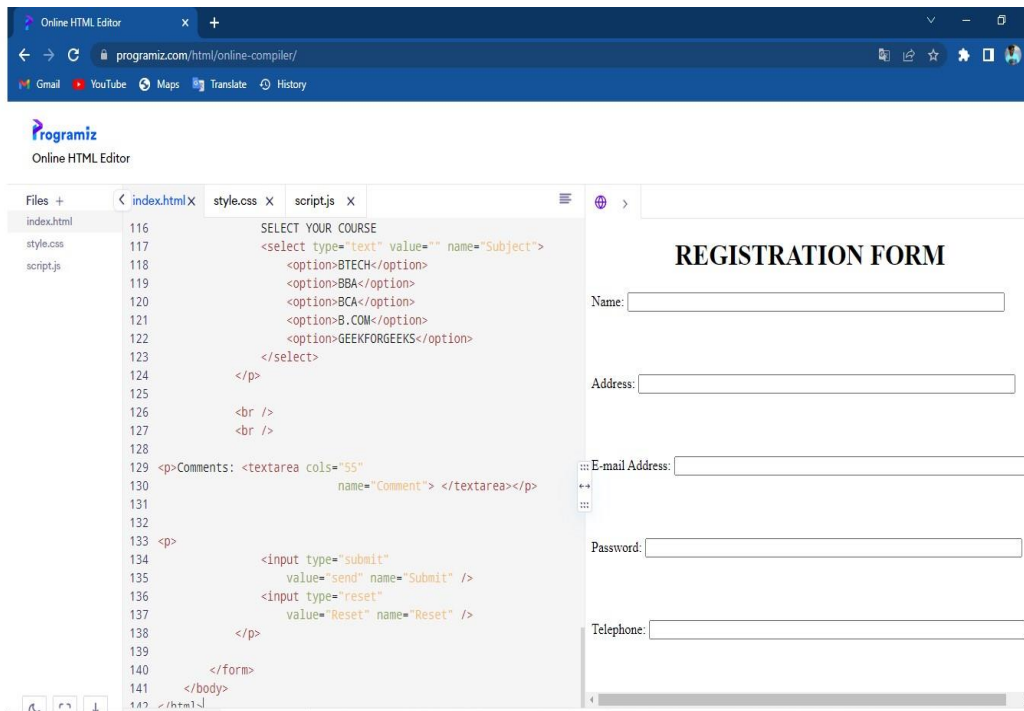 Online HTML Editor
programiz.com/html/online-compiler/
Gmail YouTube Maps Translate History
Programiz
Online HTML Editor
Files +
index.html
style.css
script.js
index.html X style.css X script.js X
116 SELECT YOUR COURSE
117 <select type="text" value="" name="Subject">
118 <option>BTECH</option>
119 <option>BBA</option>
120 <option>BCA</option>
121 <option>B.COM</option>
122 <option>GEEKFORGEEKS</option>
123 </select>
124 </p>
125
126 <br />
127 <br />
128
129 <p>Comments: <textarea cols="55"
130 name="Comment"> </textarea></p>
131
132
133 <p>
134 <input type="submit"
135 value="send" name="Submit" />
136 <input type="reset"
137 value="Reset" name="Reset" />
138 </p>
139
140 </form>
141 </body>
142 </html>
REGISTRATION FORM
Name:
Address:
E-mail Address:
Password:
Telephone: